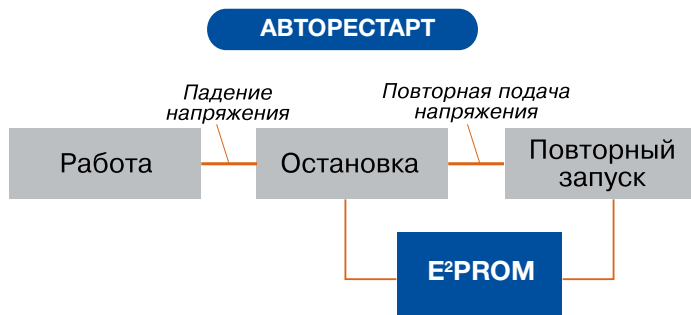 АВТОРЕСТАРТ
Падение
напряжения
Повторная подача
напряжения
Работа
Остановка
Повторный
запуск
E²PROM